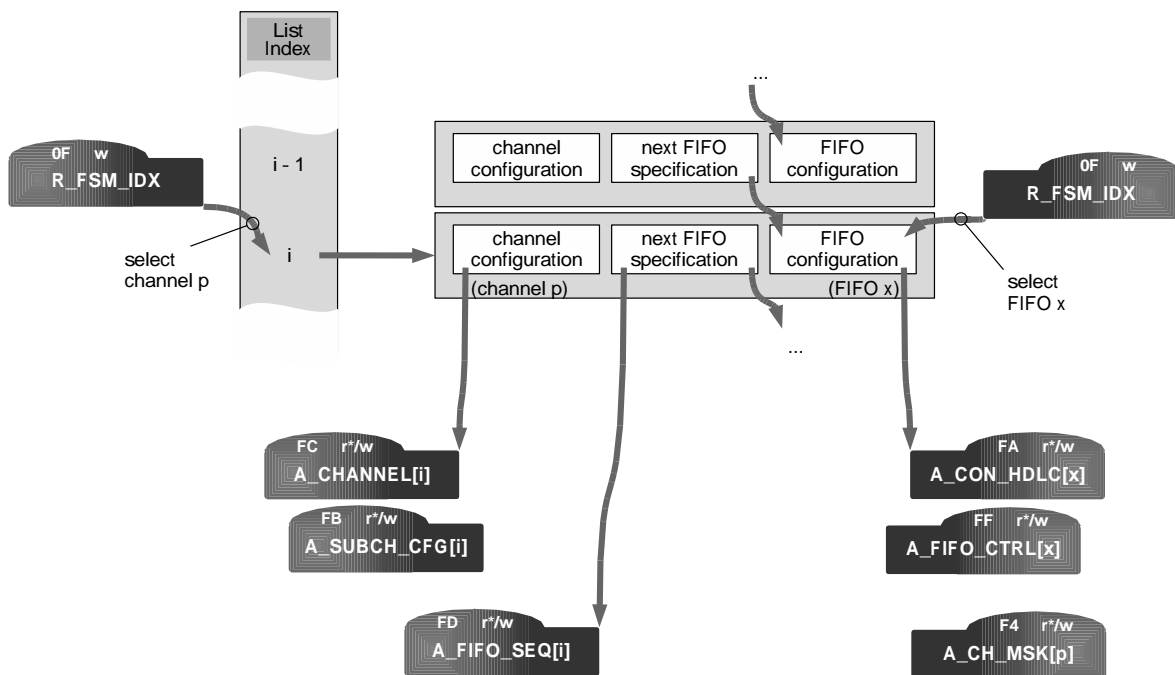 List
Index
...
0F w
R_FSM_IDX
i - 1
channel
configuration
next FIFO
specification
FIFO
configuration
0F w
R_FSM_IDX
select
channel p
i
channel
configuration
next FIFO
specification
FIFO
configuration
(channel p)
(FIFO x)
select
FIFO x
...
FC r*/w
A_CHANNEL[i]
FB r*/w
A_SUBCH_CFG[i]
FD r*/w
A_FIFO_SEQ[i]
FA r*/w
A_CON_HDLC[x]
FF r*/w
A_FIFO_CTRL[x]
F4 r*/w
A_CH_MSK[p]